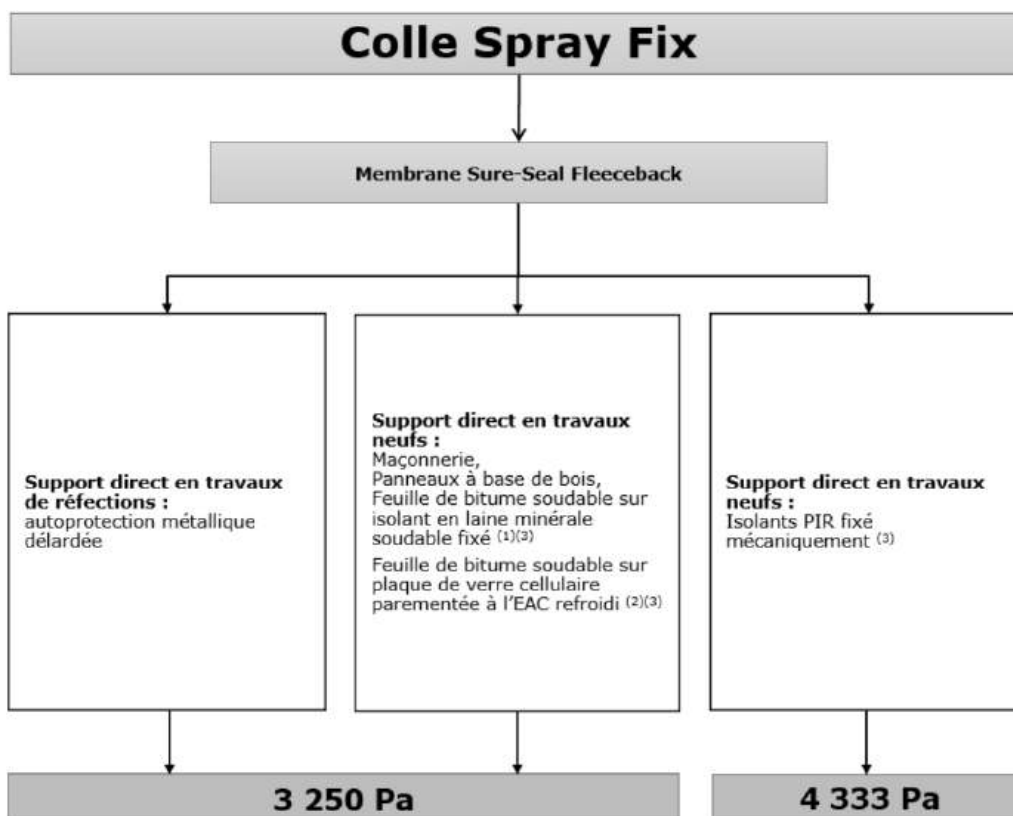 Colle Spray Fix
Membrane Sure-Seal Fleeceback
Support direct en travaux
de réfections :
autoprotection métallique
délardée
Support direct en travaux
neufs :
Maçonnerie,
Panneaux à base de bois,
Feuille de bitume soudable sur
isolant en laine minérale
soudable fixé (1)(3)
Feuille de bitume soudable sur
plaque de verre cellulaire
parementée à l’EAC refroidi (2)(3)
Support direct en travaux
neufs :
Isolants PIR fixé
mécaniquement (3)
3 250 Pa
4 333 Pa